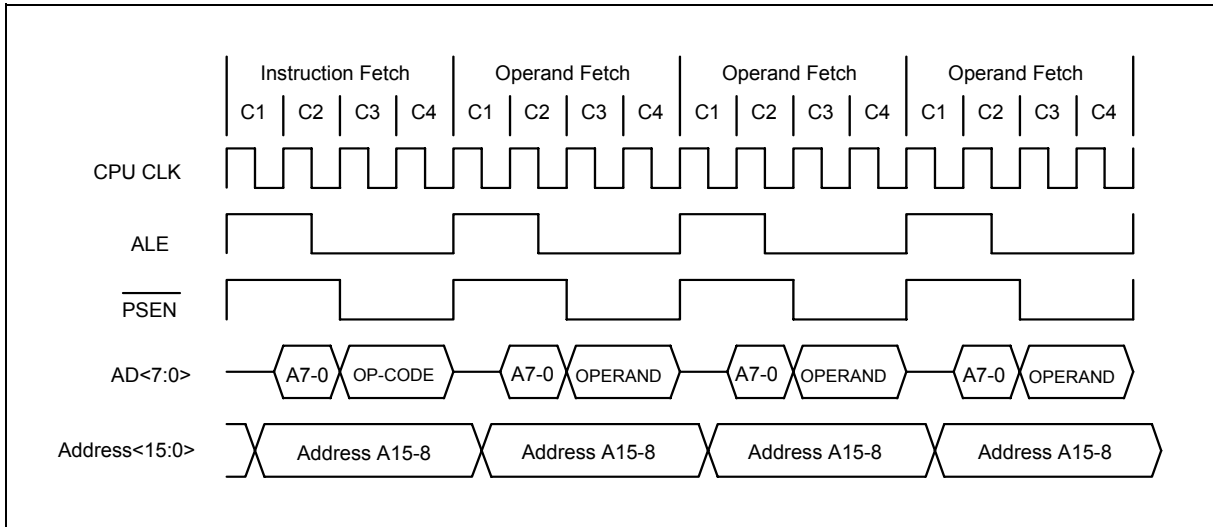 Instruction Fetch Operand Fetch Operand Fetch Operand Fetch
C1 C2 C3 C4 C1 C2 C3 C4 C1 C2 C3 C4 C1 C2 C3 C4
CPU CLK
ALE
PSEN
AD<7:0> A7-0 OP-CODE A7-0 OPERAND A7-0 OPERAND A7-0 OPERAND
Address<15:0> Address A15-8 Address A15-8 Address A15-8 Address A15-8